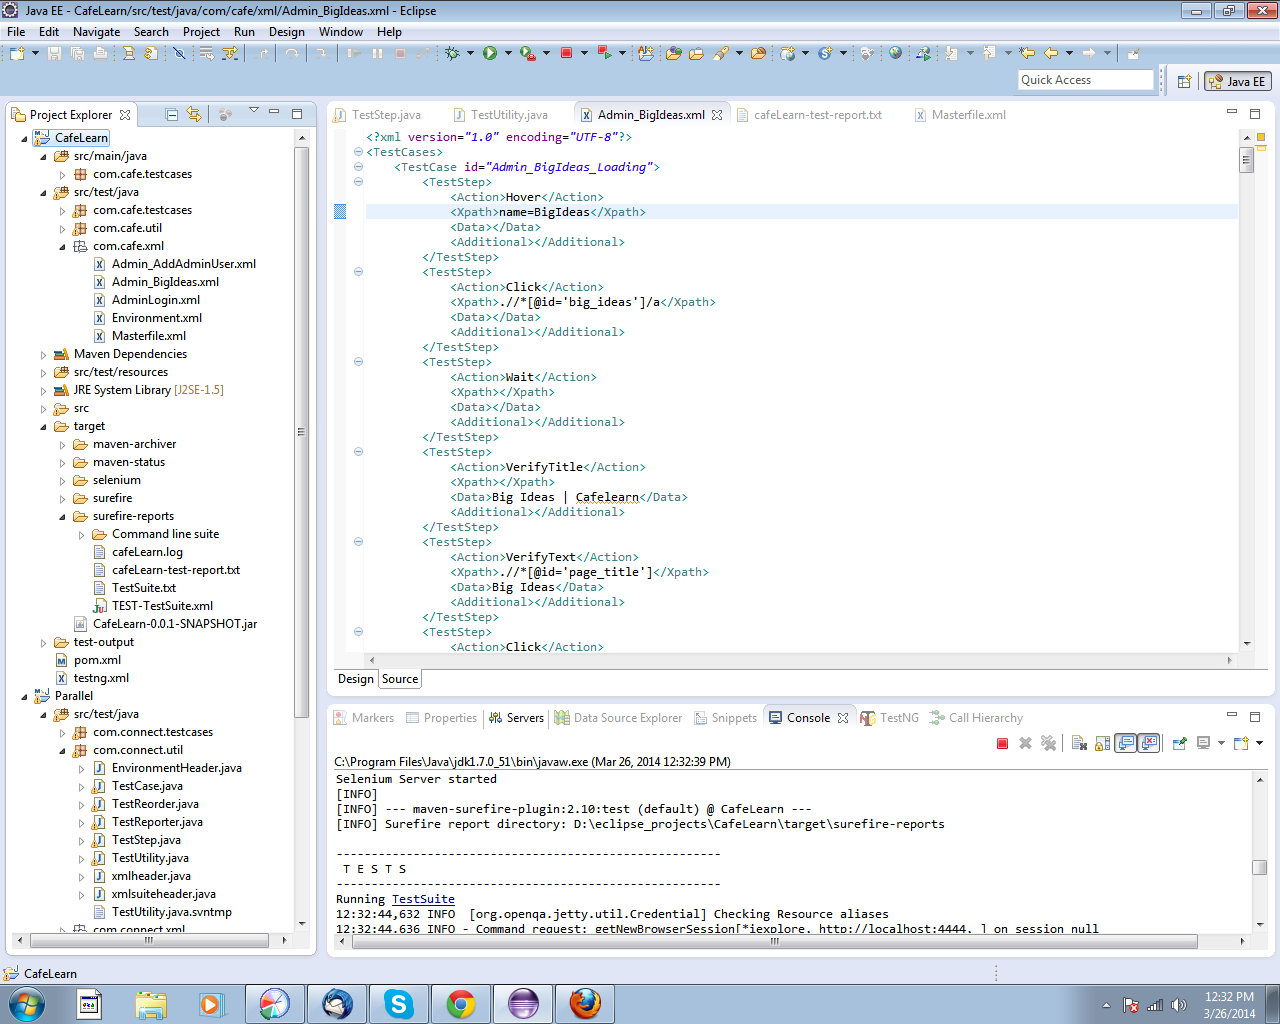 Java EE - CafeLearn/src/test/java/com/cafe/xml/Admin_BigIdeas.xml - Eclipse
File Edit Navigate Search Project Run Design Window Help
Quick Access
Java EE
Project Explorer
CafeLearn
src/main/java
com.cafe.testcases
src/test/java
com.cafe.testcases
com.cafe.util
com.cafe.xml
Admin_AddAdminUser.xml
Admin_BigIdeas.xml
AdminLogin.xml
Environment.xml
Masterfile.xml
Maven Dependencies
src/test/resources
JRE System Library [J2SE-1.5]
src
target
maven-archiver
maven-status
selenium
surefire
surefire-reports
Command line suite
cafeLearn.log
cafeLearn-test-report.txt
TestSuite.txt
TEST-TestSuite.xml
CafeLearn-0.0.1-SNAPSHOT.jar
test-output
pom.xml
testng.xml
Parallel
src/test/java
com.connect.testcases
com.connect.util
EnvironmentHeader.java
TestCase.java
TestReorder.java
TestReporter.java
TestStep.java
TestUtility.java
xmlheader.java
xmlsuiteheader.java
TestUtility.java.svntmp
com.connect.xml
TestStep.java TestUtility.java Admin_BigIdeas.xml cafeLearn-test-report.txt Masterfile.xml
<?xml version="1.0" encoding="UTF-8"?>
<TestCases>
<TestCase id="Admin_BigIdeas_Loading">
<TestStep>
<Action>Hover</Action>
<Xpath>name=BigIdeas</Xpath>
<Data></Data>
<Additional></Additional>
</TestStep>
<TestStep>
<Action>Click</Action>
<Xpath>.//*[@id='big_ideas']/a</Xpath>
<Data></Data>
<Additional></Additional>
</TestStep>
<TestStep>
<Action>Wait</Action>
<Xpath></Xpath>
<Data></Data>
<Additional></Additional>
</TestStep>
<TestStep>
<Action>VerifyTitle</Action>
<Xpath></Xpath>
<Data>Big Ideas | Cafelearn</Data>
<Additional></Additional>
</TestStep>
<TestStep>
<Action>VerifyText</Action>
<Xpath>.//*[@id='page_title']</Xpath>
<Data>Big Ideas</Data>
<Additional></Additional>
</TestStep>
<TestStep>
<Action>Click</Action>
Design Source
Markers Properties Servers Data Source Explorer Snippets Console TestNG Call Hierarchy
C:\Program Files\Java\jdk1.7.0_51\bin\javaw.exe (Mar 26, 2014 12:32:39 PM)
Selenium Server started
[INFO]
[INFO] --- maven-surefire-plugin:2.10:test (default) @ CafeLearn ---
[INFO] Surefire report directory: D:\eclipse_projects\CafeLearn\target\surefire-reports
-------------------------------------------------------
T E S T S
-------------------------------------------------------
Running TestSuite
12:32:44,632 INFO [org.openqa.jetty.util.Credential] Checking Resource aliases
12:32:44,636 INFO - Command request: getNewBrowserSession[*iexplore, http://localhost:4444, ] on session null
CafeLearn
12:32 PM
3/26/2014